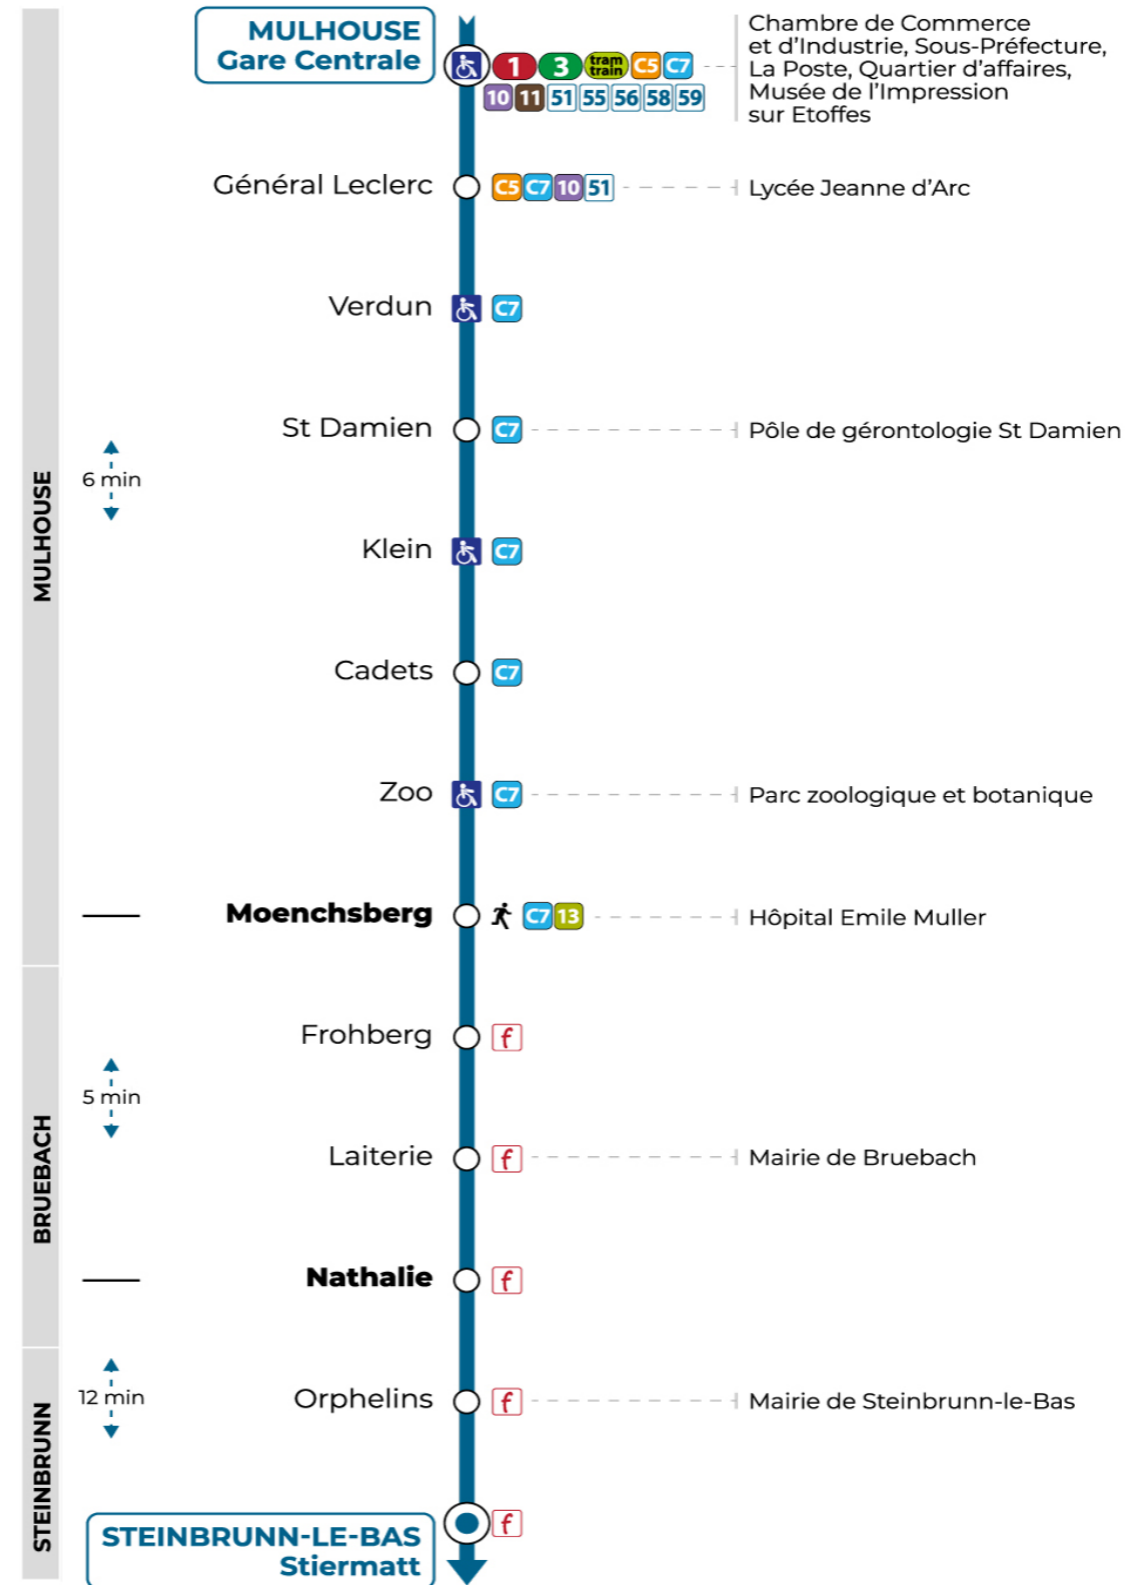 MULHOUSE
Gare Centrale
1 3 tram train C5 C7
10 11 51 55 56 58 59
Chambre de Commerce
et d'Industrie, Sous-Préfecture,
La Poste, Quartier d'affaires,
Musée de l'Impression
sur Etoffes
Général Leclerc C5 C7 10 51 Lycée Jeanne d'Arc
Verdun C7
St Damien C7 Pôle de gérontologie St Damien
6 min
MULHOUSE
Klein C7
Cadets C7
Zoo C7 Parc zoologique et botanique
Moenchsberg C7 13 Hôpital Emile Muller
Frohberg f
5 min
BRUEBACH
Laiterie f Mairie de Bruebach
Nathalie f
12 min
Orphelins f Mairie de Steinbrunn-le-Bas
STEINBRUNN
STEINBRUNN-LE-BAS f
Stiermatt